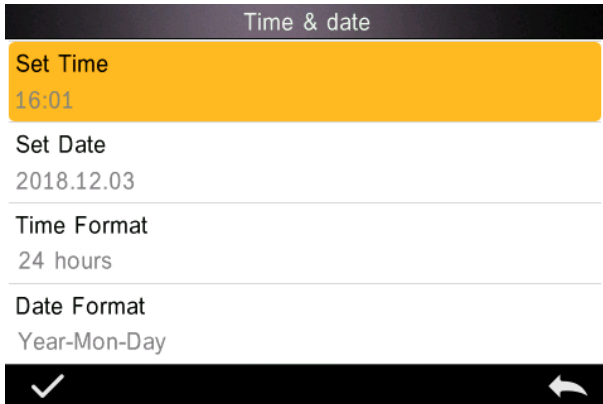 Time & date
Set Time
16:01
Set Date
2018.12.03
Time Format
24 hours
Date Format
Year-Mon-Day